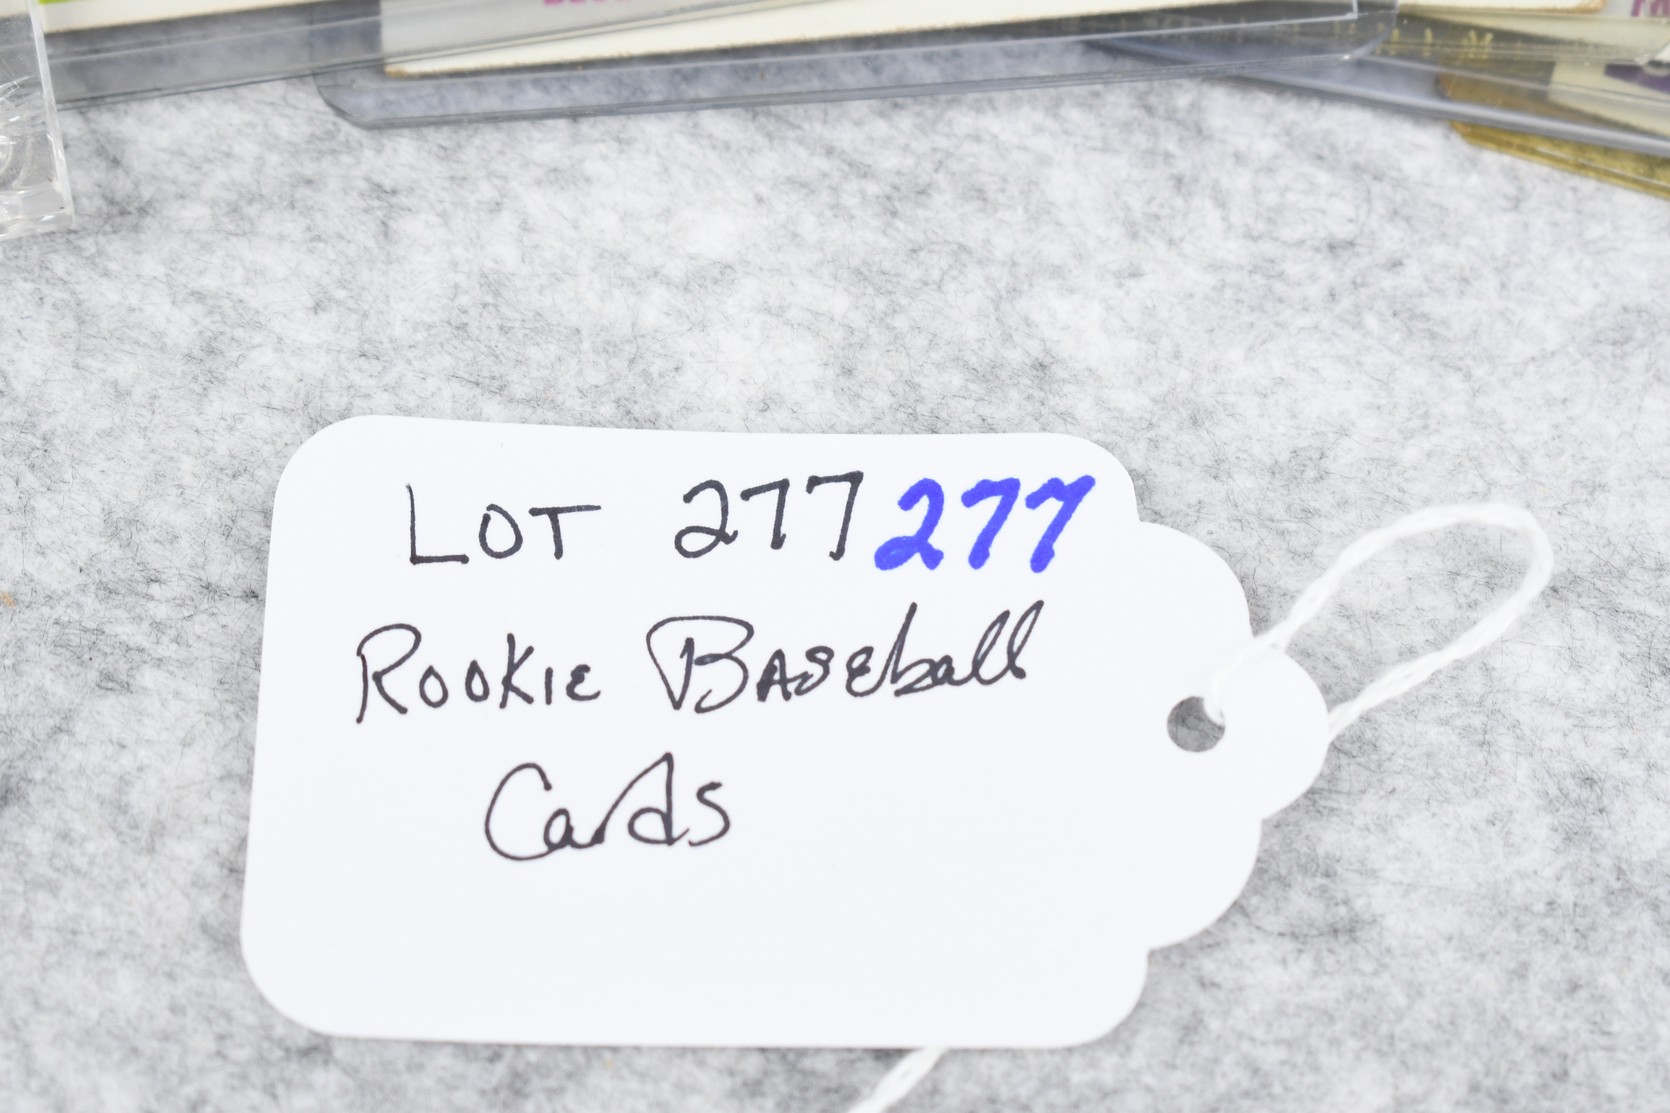 LOT 277 277
Rookie Baseball
Cards